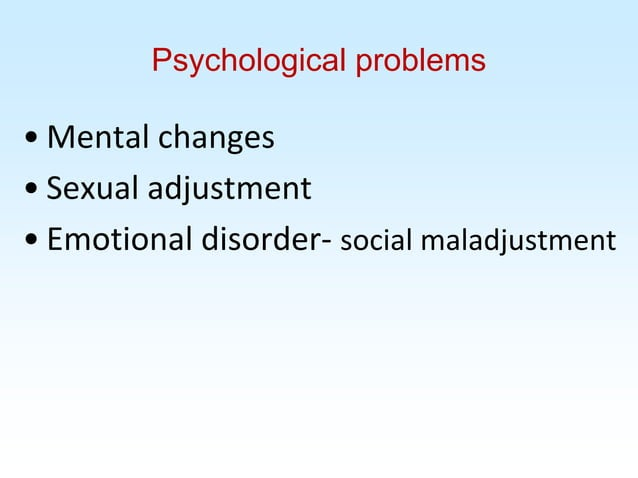 Psychological problems
• Mental changes
• Sexual adjustment
• Emotional disorder- social maladjustment